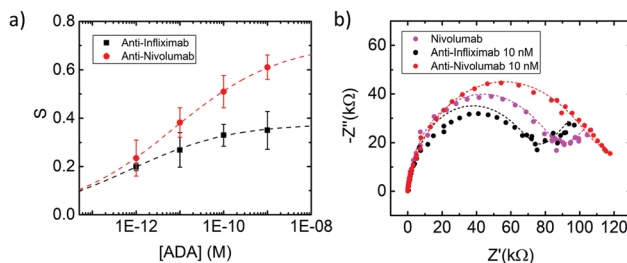 a)
0.8
0.6
0.4
0.2
0.0
S
Anti-Infliximab
Anti-Nivolumab
1E-12
1E-10
1E-08
[ADA] (M)
b)
60
40
20
0
-Z''(kΩ)
Nivolumab
Anti-Infliximab 10 nM
Anti-Nivolumab 10 nM
0 20 40 60 80 100 120
Z'(kΩ)